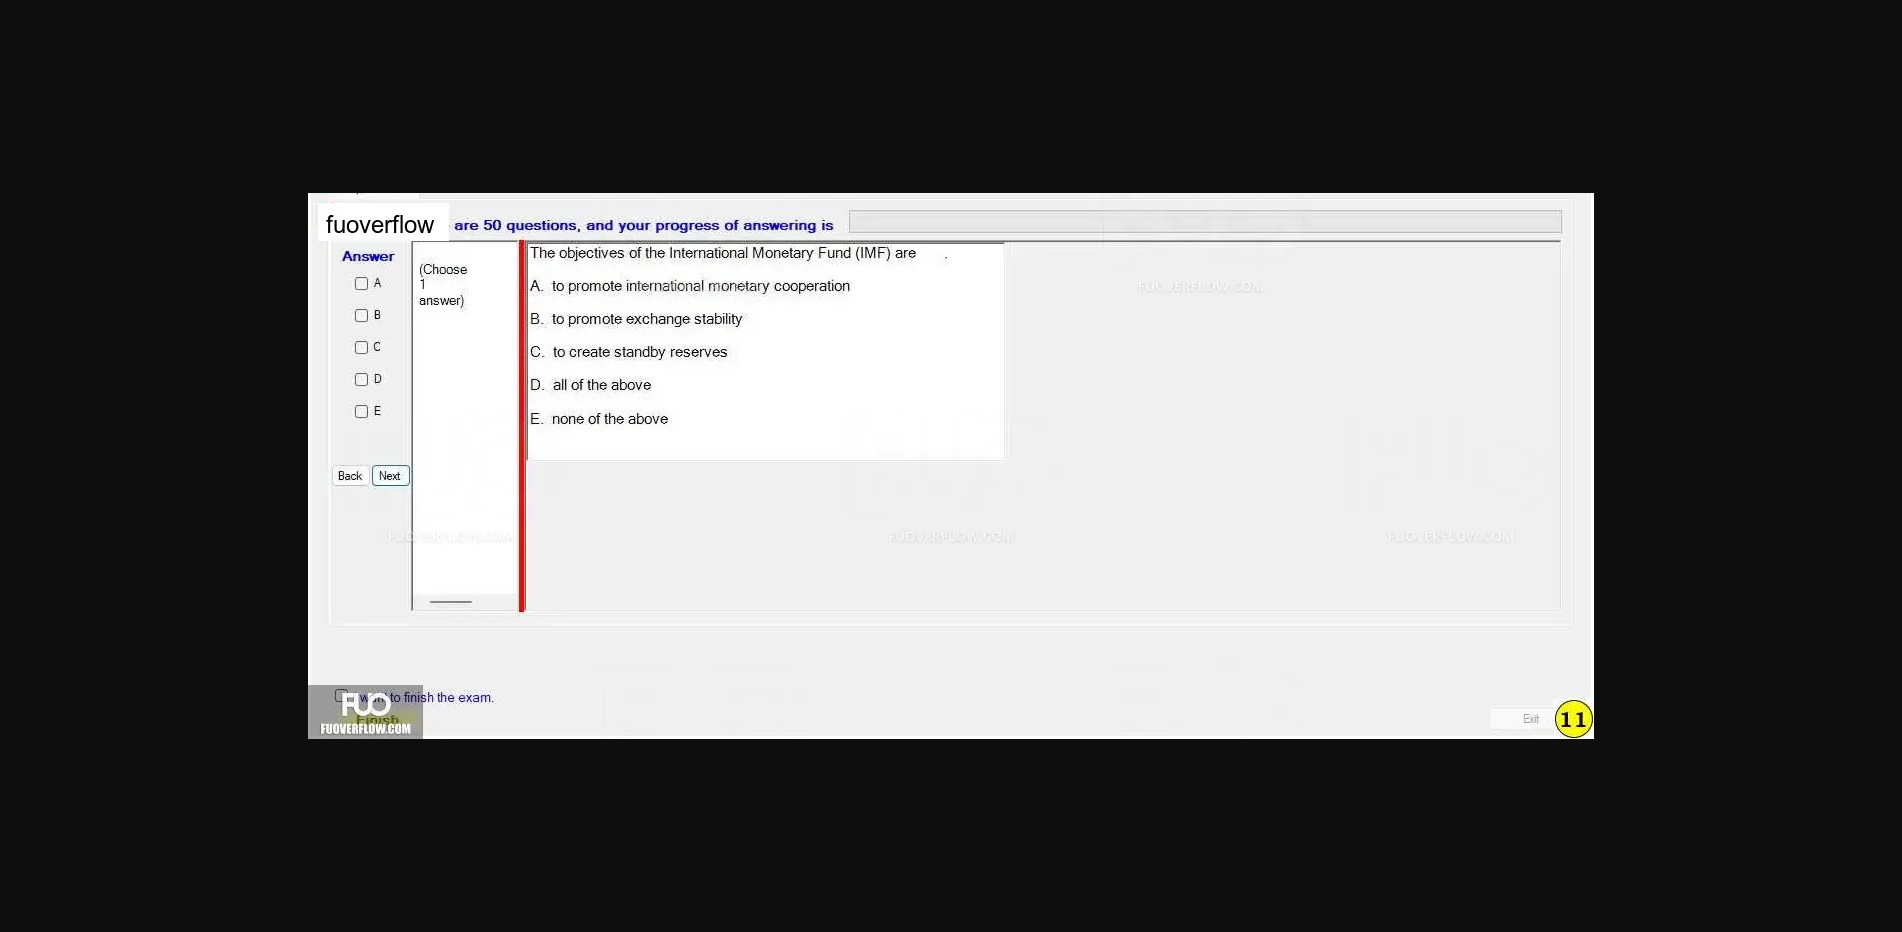 fuoverflow are 50 questions, and your progress of answering is
Answer
A
B
C
D
E
Back Next
(Choose
1
answer)
The objectives of the International Monetary Fund (IMF) are .
A. to promote international monetary cooperation
B. to promote exchange stability
C. to create standby reserves
D. all of the above
E. none of the above
FUOVERFLOW.COM
FUOVERFLOW.COM
FUOVERFLOW.COM
FUOVERFLOW.COM
want to finish the exam.
FUO
Finish
FUOVERFLOW.COM
Exit
11